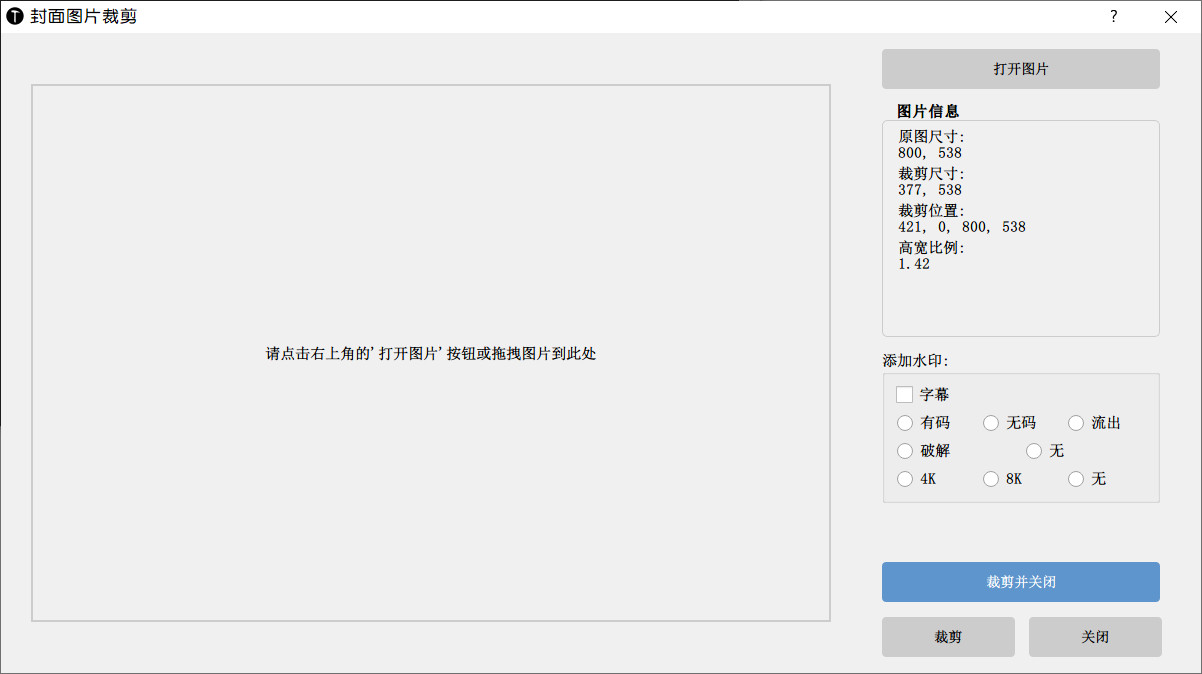 封面图片裁剪
?
打开图片
图片信息
原图尺寸:
800, 538
裁剪尺寸:
377, 538
裁剪位置:
421, 0, 800, 538
高宽比例:
1.42
请点击右上角的'打开图片'按钮或拖拽图片到此处
添加水印:
字幕
有码 无码 流出
破解 无
4K 8K 无
裁剪并关闭
裁剪 关闭